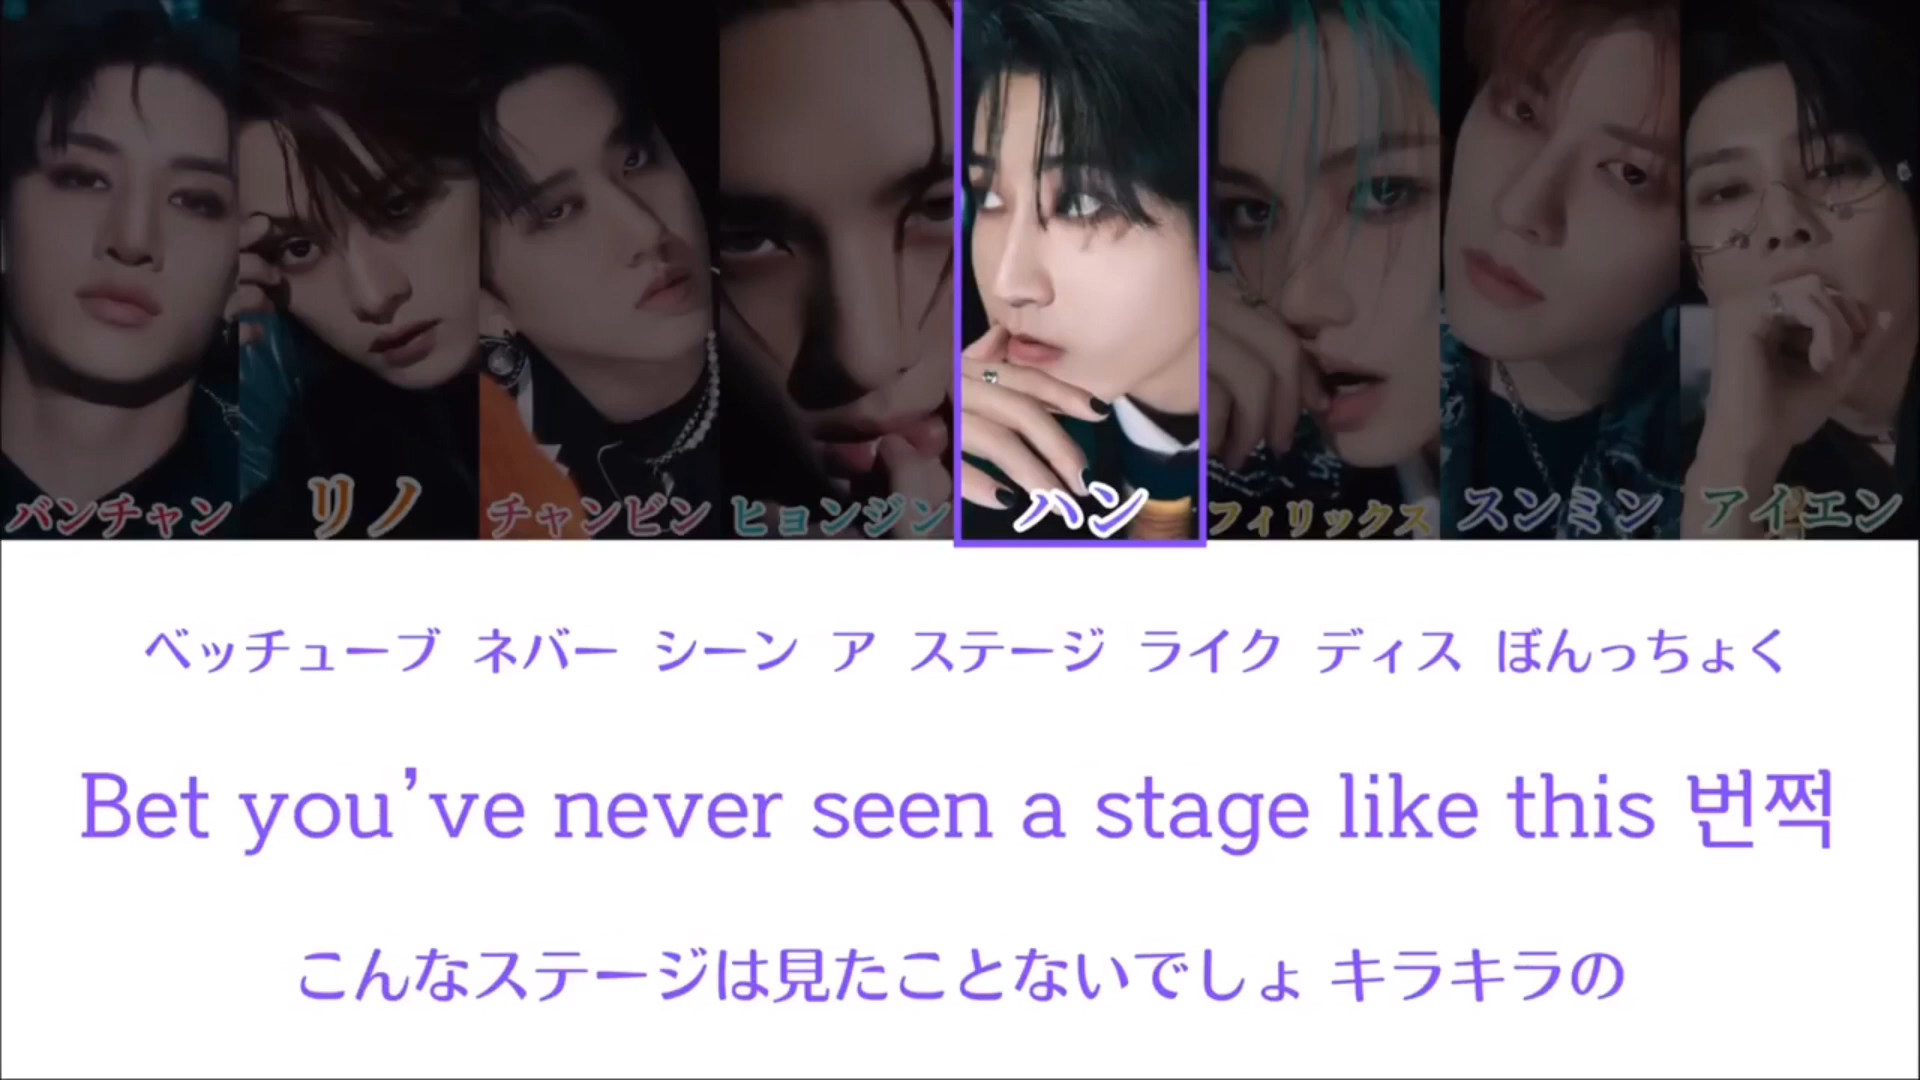 バンチャン リノ チャンビン ヒョンジン ハン フィリックス スンミン アイエン
ベッチューブ ネバー シーン ア ステージ ライク ディス ぼんっちょく
Bet you’ve never seen a stage like this 번쩍
こんなステージは見たことないでしょ キラキラの